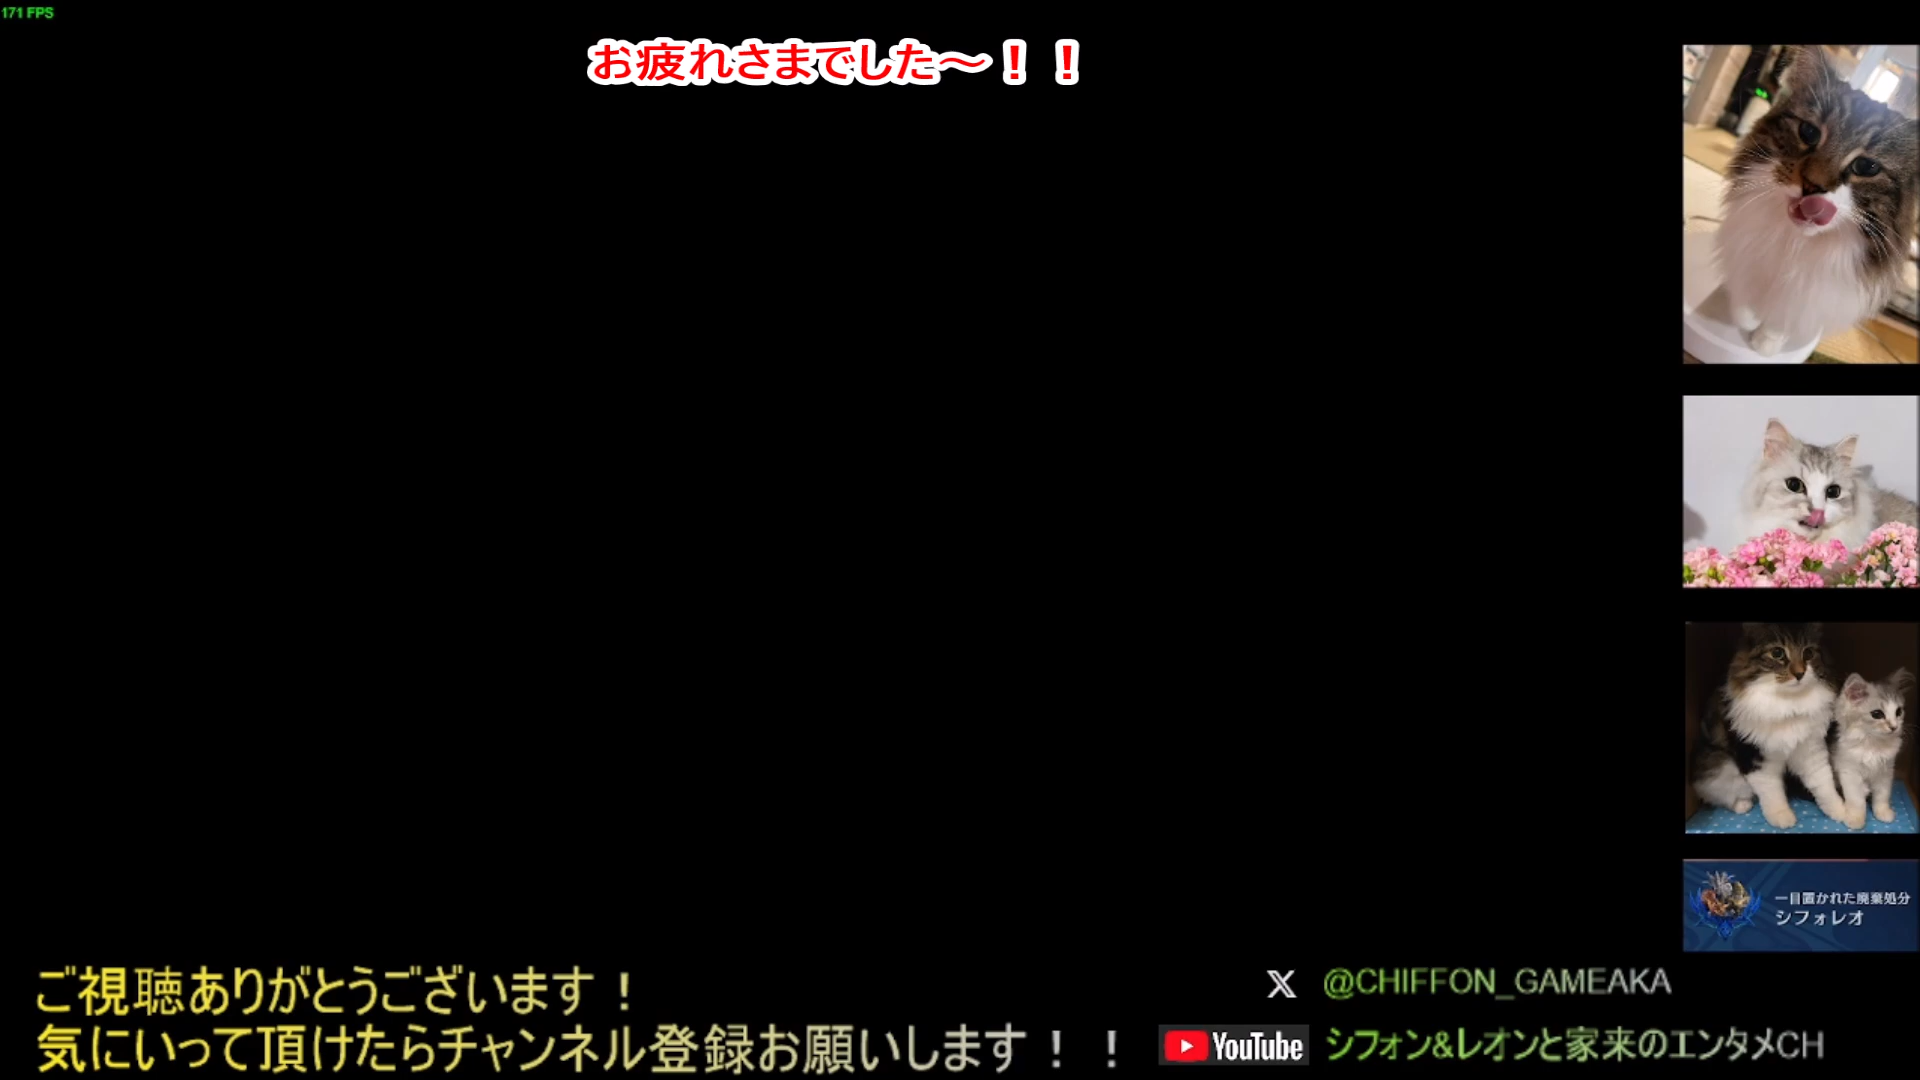 171 FPS
お疲れさまでした～！！
一目置かれた廃棄処分
シフォレオ
ご視聴ありがとうございます！
気にいって頂けたらチャンネル登録お願いします！！
X @CHIFFON_GAMEAKA
YouTube シフォン&レオンと家来のエンタメCH